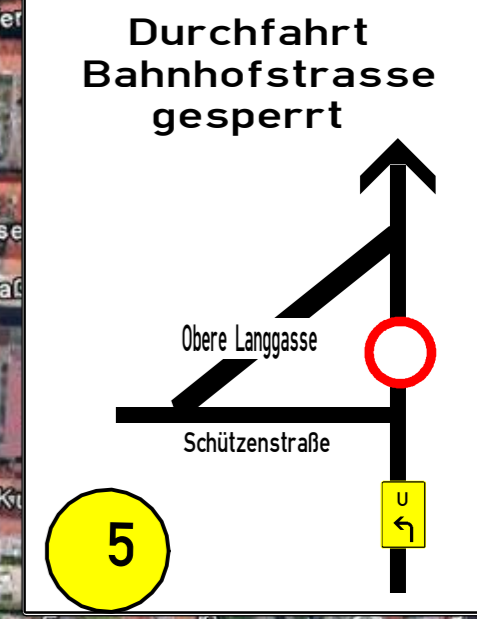 Durchfahrt
Bahnhofstrasse
gesperrt
Obere Langgasse
Schützenstraße
U
5